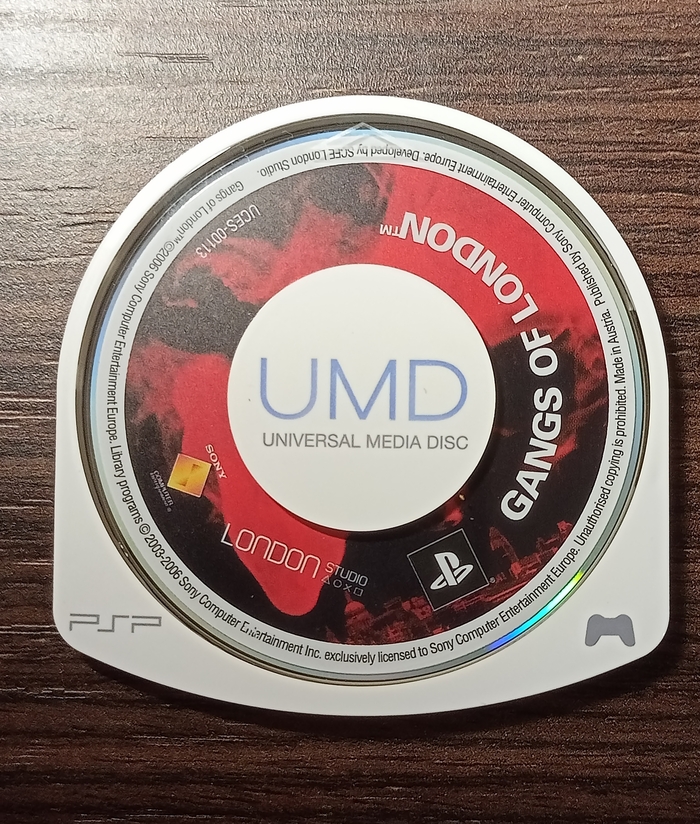 UMD
UNIVERSAL MEDIA DISC
GANGS OF LONDON™
UCES-00113
SONY
COMPUTER
LONDON
STUDIO
®
Gangs of London™©2006 Sony Computer Entertainment Europe. Library programs ©2003-2006 Sony Computer Entertainment Inc. exclusively licensed to Sony Computer Entertainment Europe. Unauthorised copying is prohibited. Made in Austria. Published by Sony Computer Entertainment Europe. Developed by SCEE London Studio.
PSP